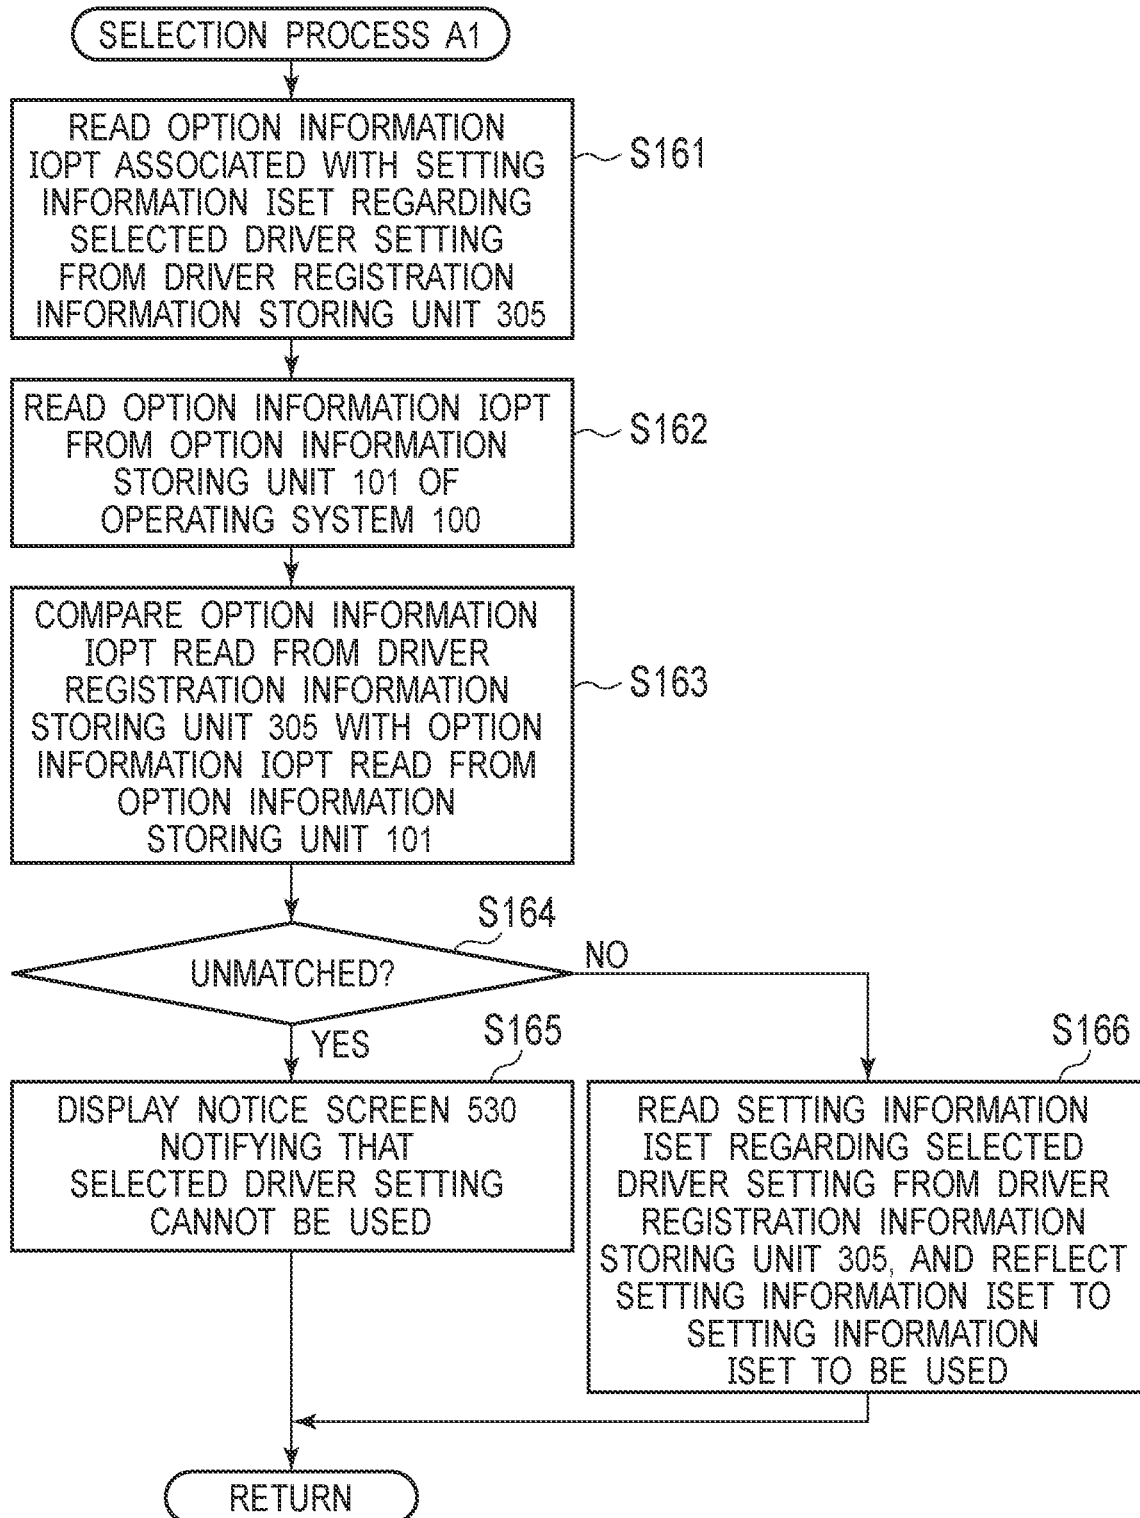 SELECTION PROCESS A1
READ OPTION INFORMATION
IOPT ASSOCIATED WITH SETTING
INFORMATION ISET REGARDING
SELECTED DRIVER SETTING
FROM DRIVER REGISTRATION
INFORMATION STORING UNIT 305
S161
READ OPTION INFORMATION IOPT
FROM OPTION INFORMATION
STORING UNIT 101 OF
OPERATING SYSTEM 100
S162
COMPARE OPTION INFORMATION
IOPT READ FROM DRIVER
REGISTRATION INFORMATION
STORING UNIT 305 WITH OPTION
INFORMATION IOPT READ FROM
OPTION INFORMATION
STORING UNIT 101
S163
S164
UNMATCHED?
NO
YES
S165
DISPLAY NOTICE SCREEN 530
NOTIFYING THAT
SELECTED DRIVER SETTING
CANNOT BE USED
S166
READ SETTING INFORMATION
ISET REGARDING SELECTED
DRIVER SETTING FROM DRIVER
REGISTRATION INFORMATION
STORING UNIT 305, AND REFLECT
SETTING INFORMATION ISET TO
SETTING INFORMATION
ISET TO BE USED
RETURN